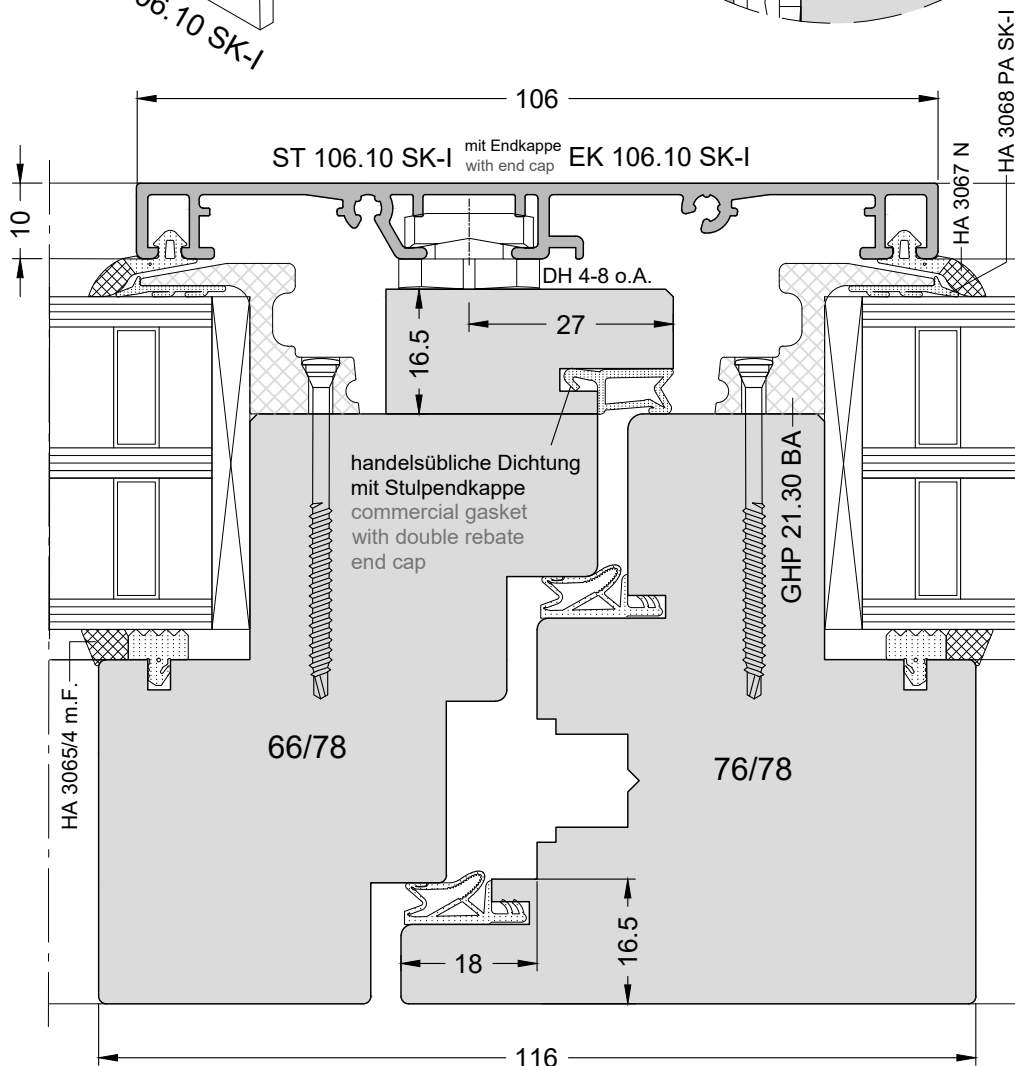 06.10 SK-I
HA 3068 PA SK-I
106
ST 106.10 SK-I mit Endkappe EK 106.10 SK-I
with end cap
HA 3067 N
10
DH 4-8 o.A.
27
16.5
handelsübliche Dichtung
mit Stulpendkappe
commercial gasket
with double rebate
end cap
GHP 21.30 BA
HA 3065/4 m.F.
66/78
76/78
18
16.5
116